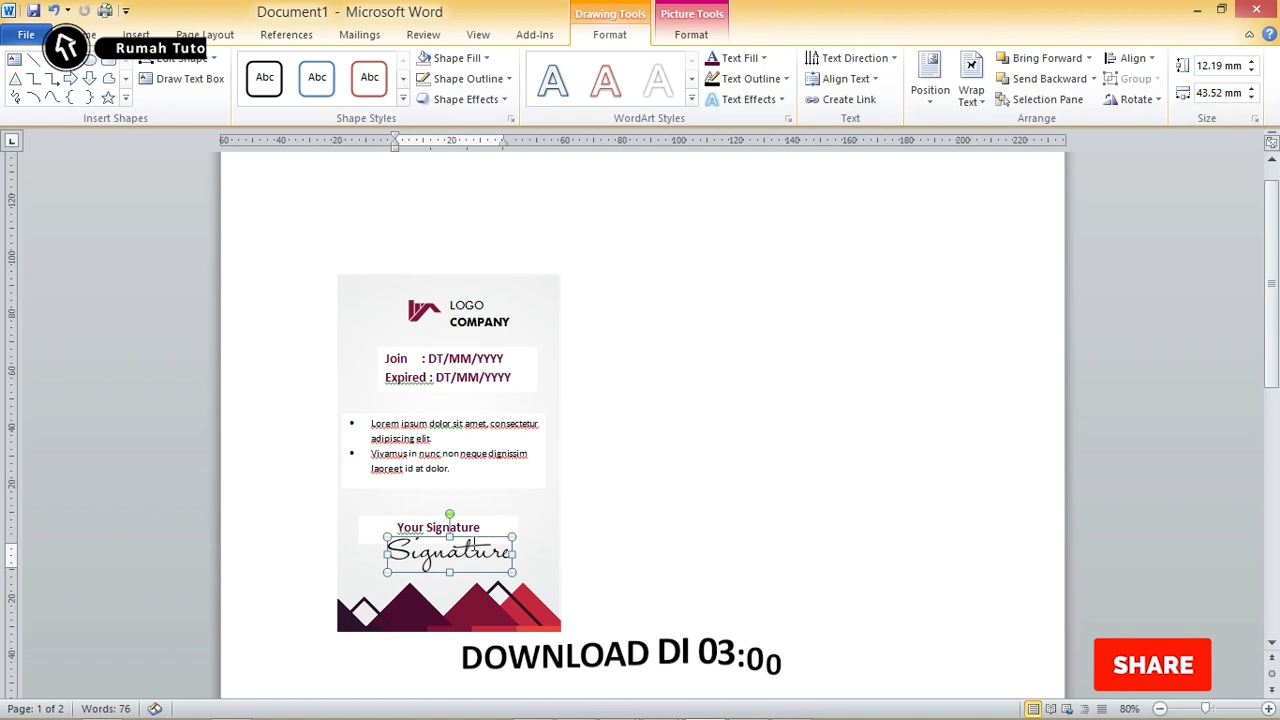 Document1 - Microsoft Word
Drawing Tools
Picture Tools
File
Page Layout
References
Mailings
Review
View
Add-Ins
Format
Format
Rumah Tuto
Draw Text Box
Insert Shapes
Abc
Abc
Abc
Shape Fill
Shape Outline
Shape Effects
Shape Styles
Text Fill
Text Outline
Text Effects
WordArt Styles
Text Direction
Align Text
Create Link
Text
Position
Wrap
Text
Bring Forward
Send Backward
Selection Pane
Align
Group
Rotate
Arrange
12.19 mm
43.52 mm
Size
LOGO
COMPANY
Join : DT/MM/YYYY
Expired : DT/MM/YYYY
• Lorem ipsum dolor sit amet, consectetur
adipiscing elit.
• Vivamus in nunc non neque dignissim
laoreet id at dolor.
Your Signature
Signature
DOWNLOAD DI 03:00
SHARE
Page: 1 of 2
Words: 76
80%